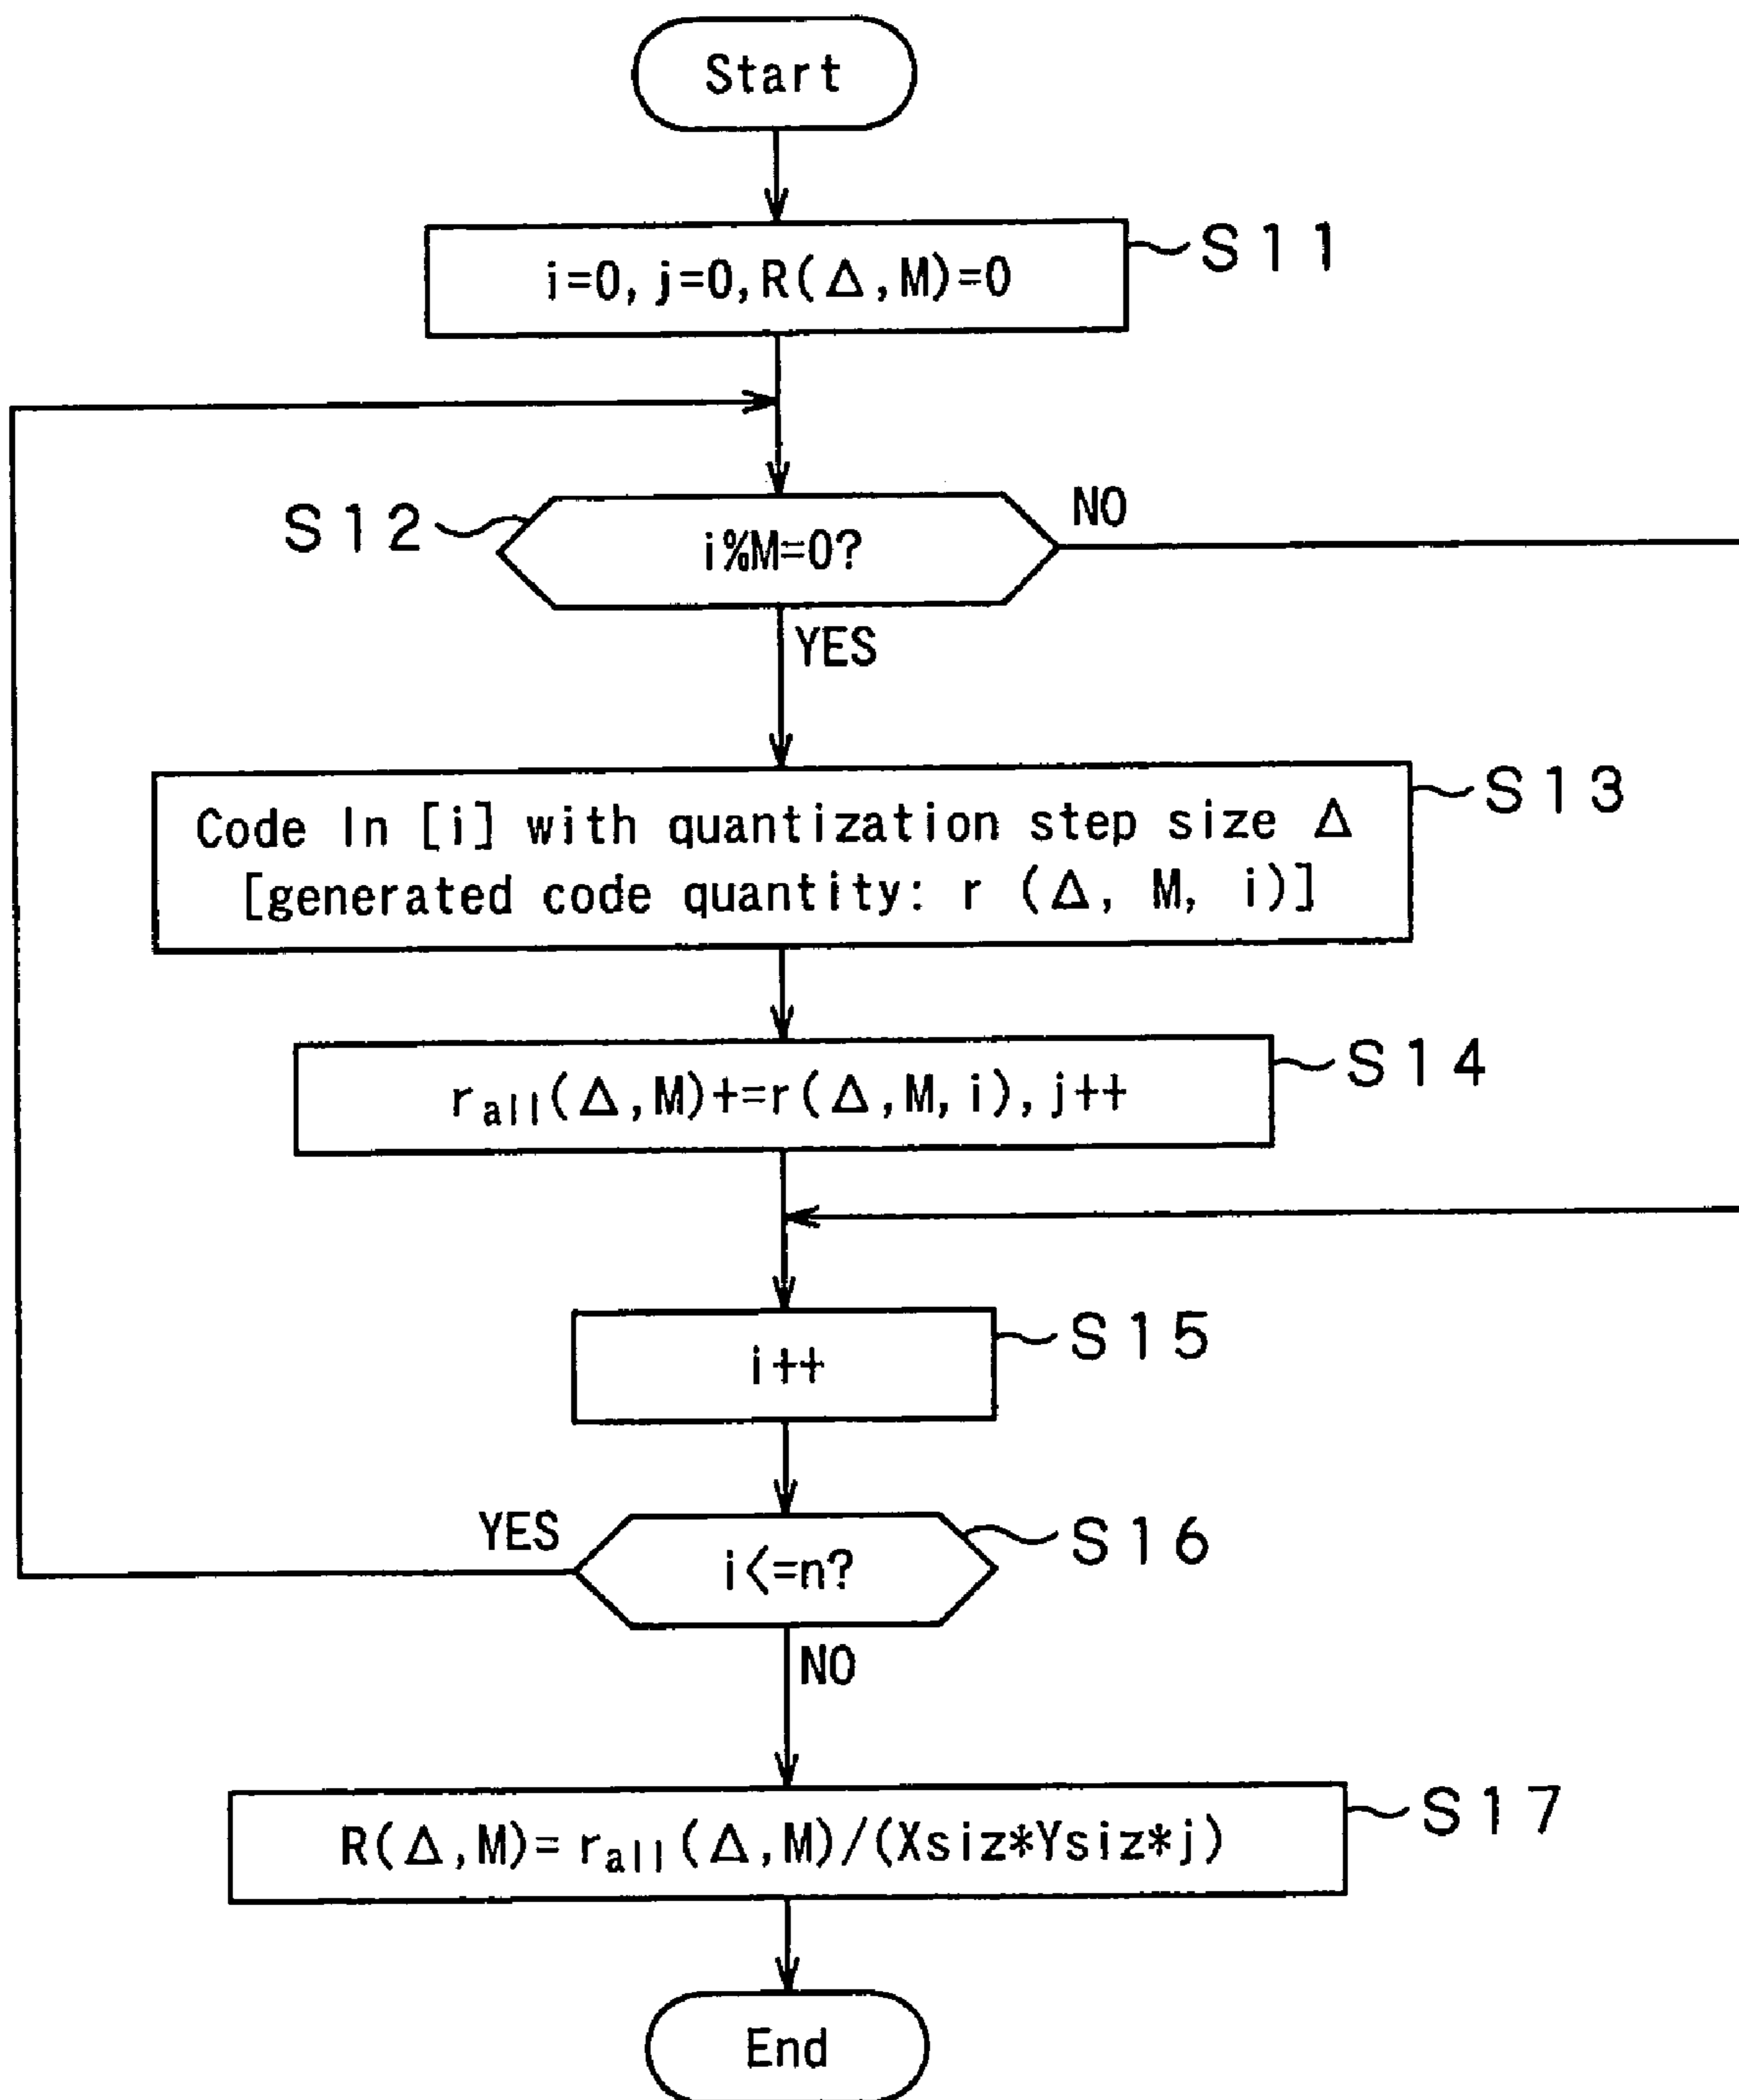 Start
i=0, j=0, R(Δ, M)=0
S11
S12
i%M=0?
NO
YES
Code In [i] with quantization step size Δ
[generated code quantity: r (Δ, M, i)]
S13
r_all(Δ, M)+=r(Δ, M, i), j++
S14
i++
S15
YES
i<=n?
S16
NO
R(Δ, M)= r_all (Δ, M)/(Xsiz*Ysiz*j)
S17
End